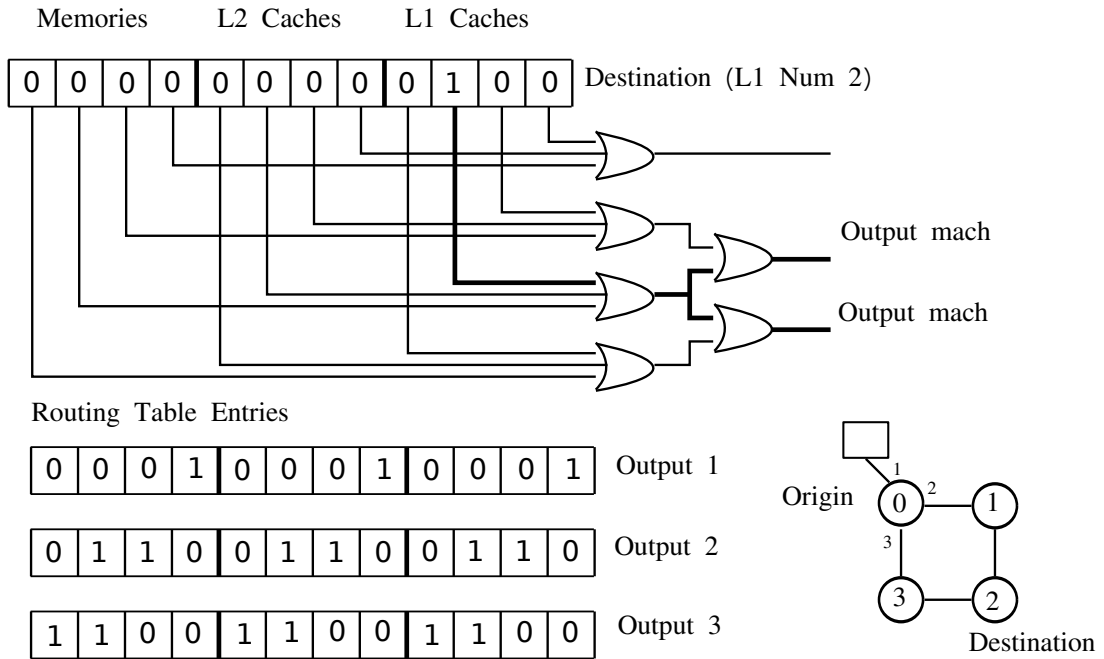 Memories L2 Caches L1 Caches
0 0 0 0 0 0 0 0 0 1 0 0 Destination (L1 Num 2)
Output mach
Output mach
Routing Table Entries
0 0 0 1 0 0 0 1 0 0 0 1 Output 1
0 1 1 0 0 1 1 0 0 1 1 0 Output 2
1 1 0 0 1 1 0 0 1 1 0 0 Output 3
1
Origin 0 2 1
3
3 2
Destination